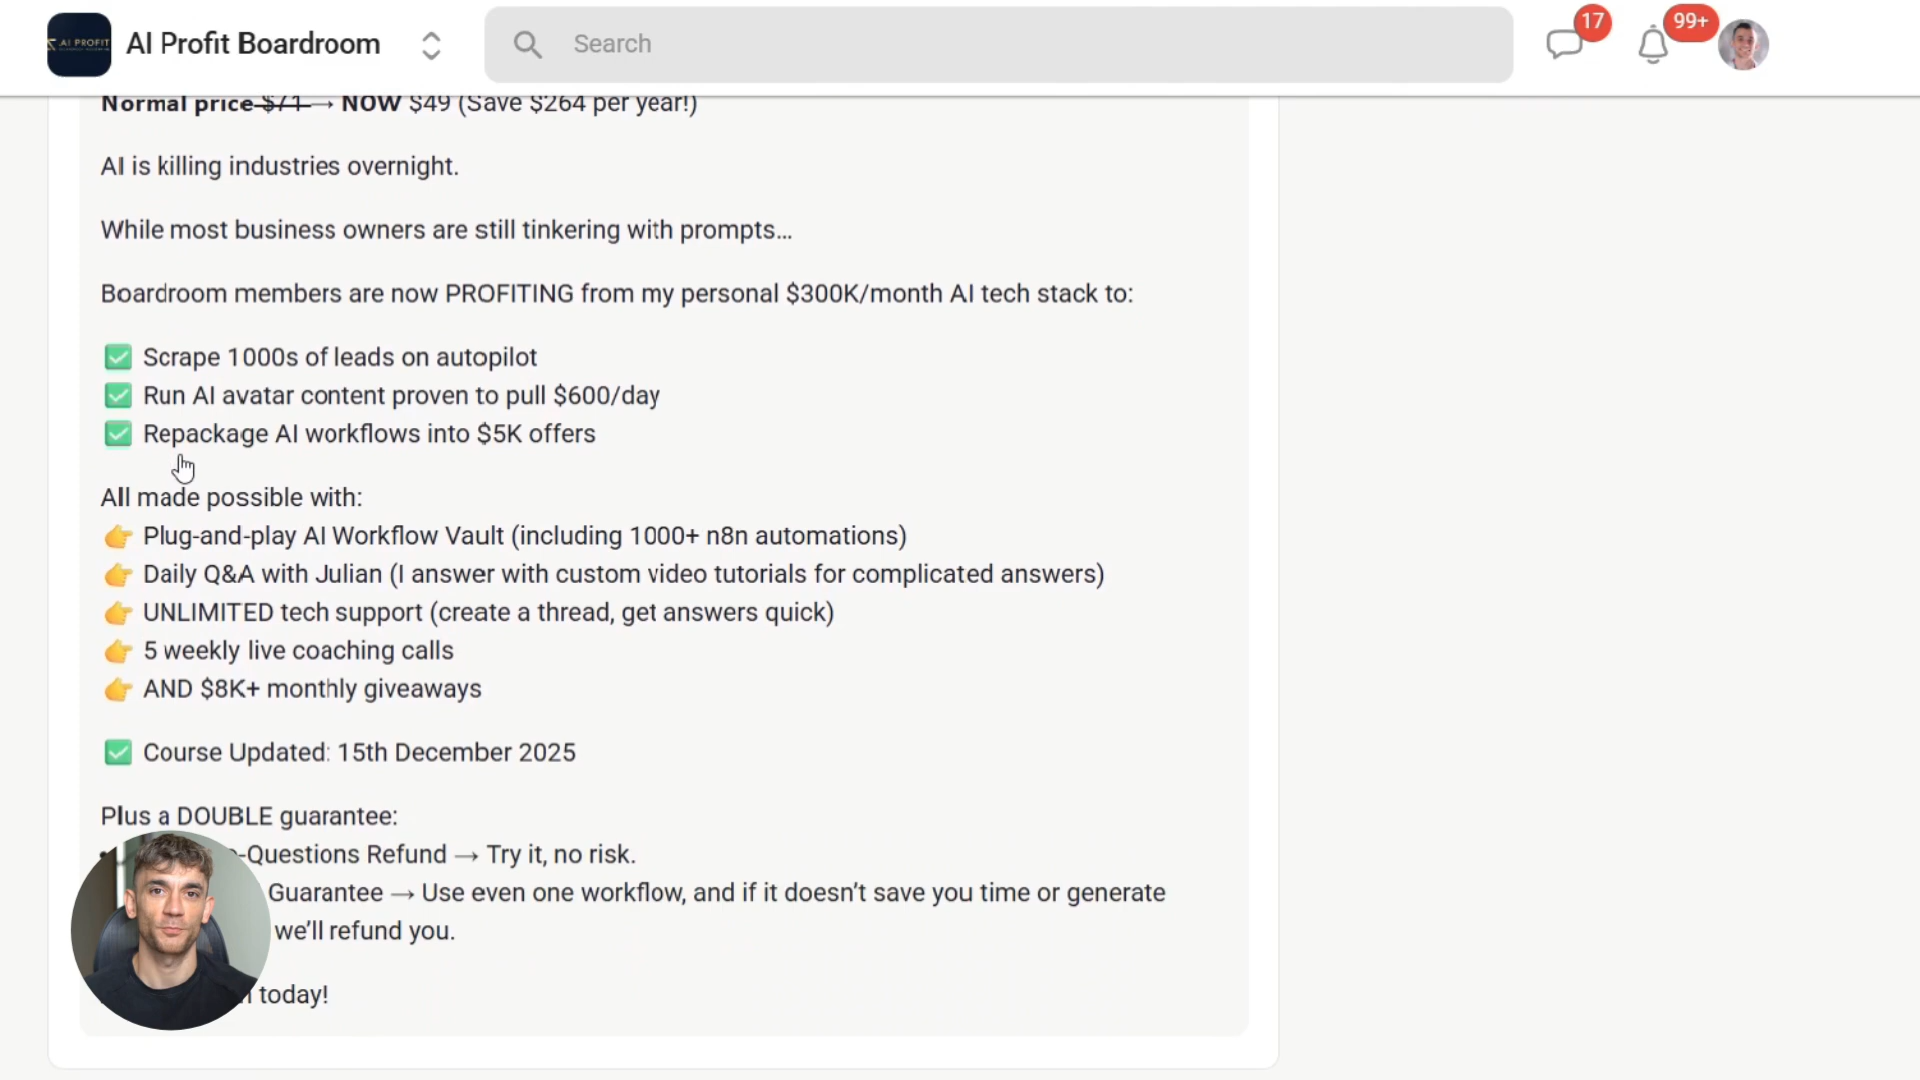 AI PROFIT
AI Profit Boardroom
Search
17
99+
Normal price $71 → NOW $49 (Save $264 per year!)
AI is killing industries overnight.
While most business owners are still tinkering with prompts...
Boardroom members are now PROFITING from my personal $300K/month AI tech stack to:
✅ Scrape 1000s of leads on autopilot
✅ Run AI avatar content proven to pull $600/day
✅ Repackage AI workflows into $5K offers
All made possible with:
👉 Plug-and-play AI Workflow Vault (including 1000+ n8n automations)
👉 Daily Q&A with Julian (I answer with custom video tutorials for complicated answers)
👉 UNLIMITED tech support (create a thread, get answers quick)
👉 5 weekly live coaching calls
👉 AND $8K+ monthly giveaways
✅ Course Updated: 15th December 2025
Plus a DOUBLE guarantee:
-Questions Refund → Try it, no risk.
Guarantee → Use even one workflow, and if it doesn't save you time or generate
we'll refund you.
today!